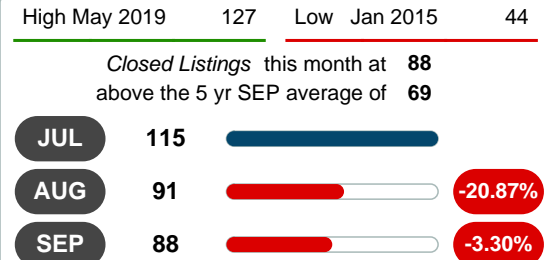 High May 2019 127 Low Jan 2015 44
Closed Listings this month at 88
above the 5 yr SEP average of 69
JUL 115
AUG 91 -20.87%
SEP 88 -3.30%